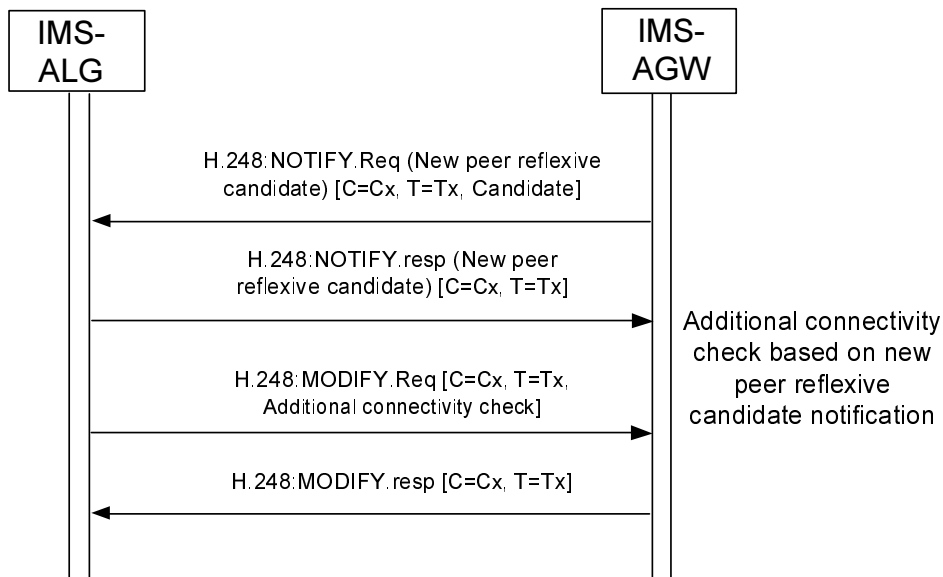 IMS-
ALG
IMS-
AGW
H.248:NOTIFY.Req (New peer reflexive
candidate) [C=Cx, T=Tx, Candidate]
H.248:NOTIFY.resp (New peer
reflexive candidate) [C=Cx, T=Tx]
Additional connectivity
check based on new
peer reflexive
candidate notification
H.248:MODIFY.Req [C=Cx, T=Tx,
Additional connectivity check]
H.248:MODIFY.resp [C=Cx, T=Tx]